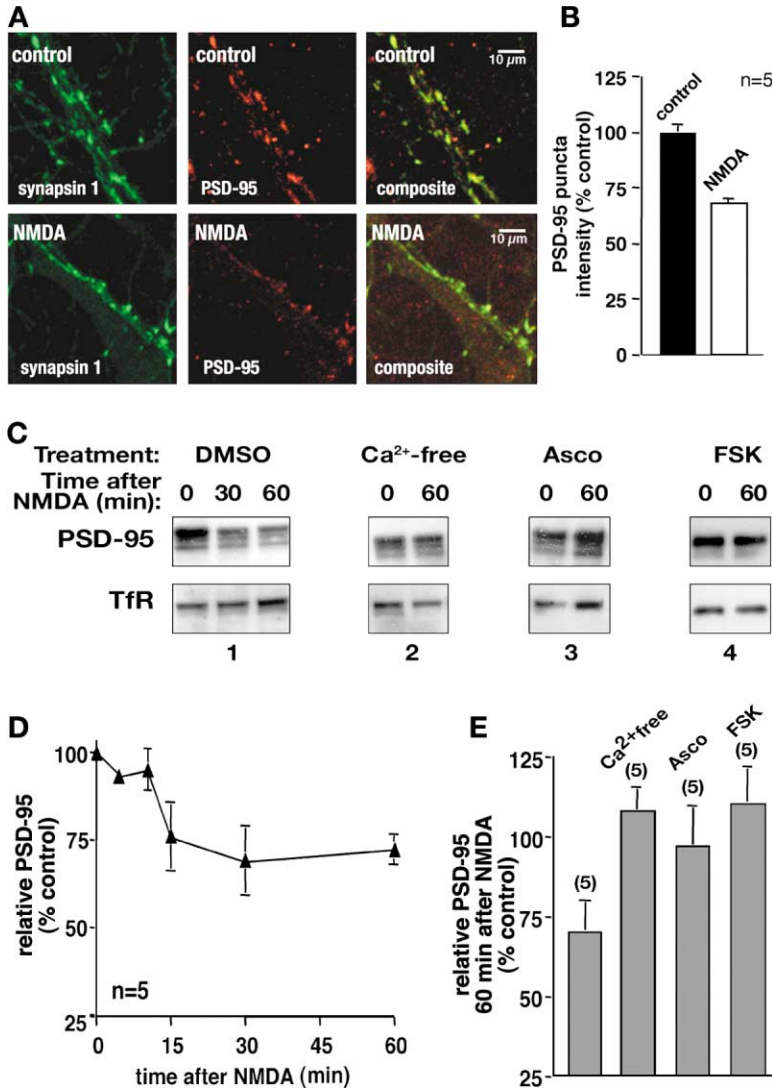 A
control
synapsin 1
control
PSD-95
control
10 µm
composite
NMDA
synapsin 1
NMDA
PSD-95
NMDA
10 µm
composite
B
PSD-95 puncta
intensity (% control)
125
100
75
50
25
0
control
NMDA
n=5
C
Treatment: DMSO Ca²⁺-free Asco FSK
Time after
NMDA (min): 0 30 60 0 60 0 60 0 60
PSD-95
TfR
1 2 3 4
D
relative PSD-95
(% control)
100
75
50
25
n=5
0 15 30 45 60
time after NMDA (min)
E
relative PSD-95
60 min after NMDA
(% control)
125
100
75
50
25
(5)
Ca²⁺free
(5)
Asco
(5)
FSK
(5)